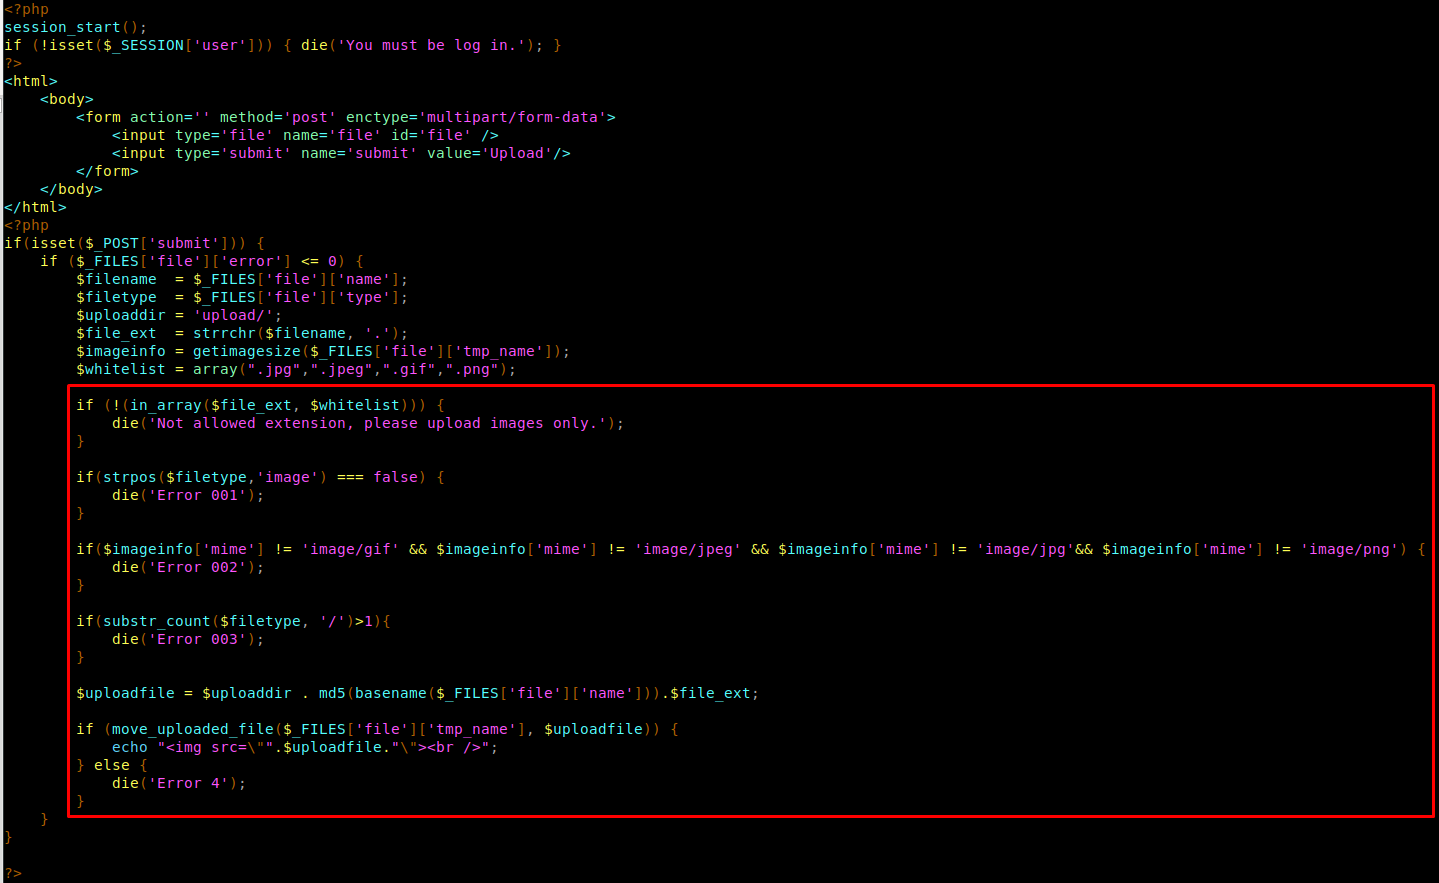 <?php
session_start();
if (!isset($_SESSION['user'])) { die('You must be log in.'); }
?>
<html>
    <body>
        <form action='' method='post' enctype='multipart/form-data'>
            <input type='file' name='file' id='file' />
            <input type='submit' name='submit' value='Upload'/>
        </form>
    </body>
</html>
<?php
if(isset($_POST['submit'])) {
    if ($_FILES['file']['error'] <= 0) {
        $filename  = $_FILES['file']['name'];
        $filetype  = $_FILES['file']['type'];
        $uploaddir = 'upload/';
        $file_ext  = strrchr($filename, '.');
        $imageinfo = getimagesize($_FILES['file']['tmp_name']);
        $whitelist = array(".jpg",".jpeg",".gif",".png");

        if (!(in_array($file_ext, $whitelist))) {
            die('Not allowed extension, please upload images only.');
        }

        if(strpos($filetype,'image') === false) {
            die('Error 001');
        }

        if($imageinfo['mime'] != 'image/gif' && $imageinfo['mime'] != 'image/jpeg' && $imageinfo['mime'] != 'image/jpg'&& $imageinfo['mime'] != 'image/png') {
            die('Error 002');
        }

        if(substr_count($filetype, '/')>1){
            die('Error 003');
        }

        $uploadfile = $uploaddir . md5(basename($_FILES['file']['name'])).$file_ext;

        if (move_uploaded_file($_FILES['file']['tmp_name'], $uploadfile)) {
            echo "<img src=\"".$uploadfile."\"><br />";
        } else {
            die('Error 4');
        }
    }
}

?>